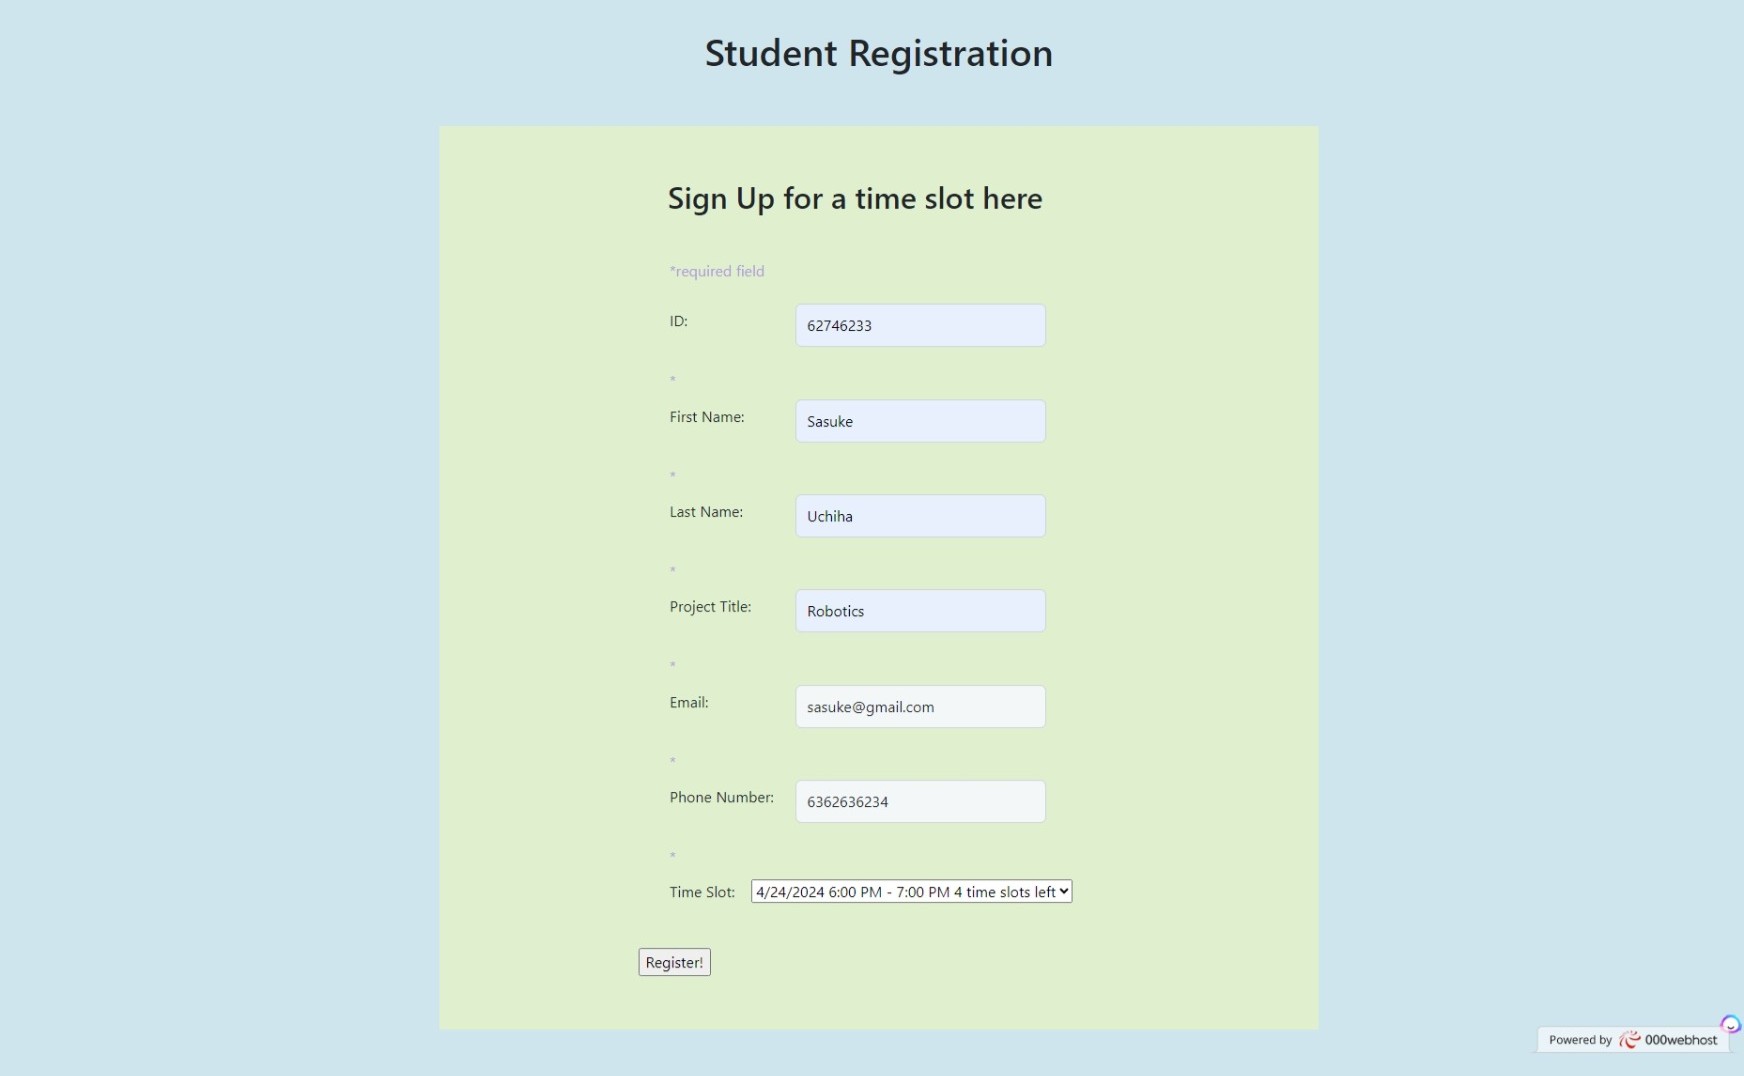 Student Registration
Sign Up for a time slot here
*required field
ID: 62746233
*
First Name: Sasuke
*
Last Name: Uchiha
*
Project Title: Robotics
*
Email: sasuke@gmail.com
*
Phone Number: 6362636234
*
Time Slot: 4/24/2024 6:00 PM - 7:00 PM 4 time slots left
Register!
Powered by 000webhost